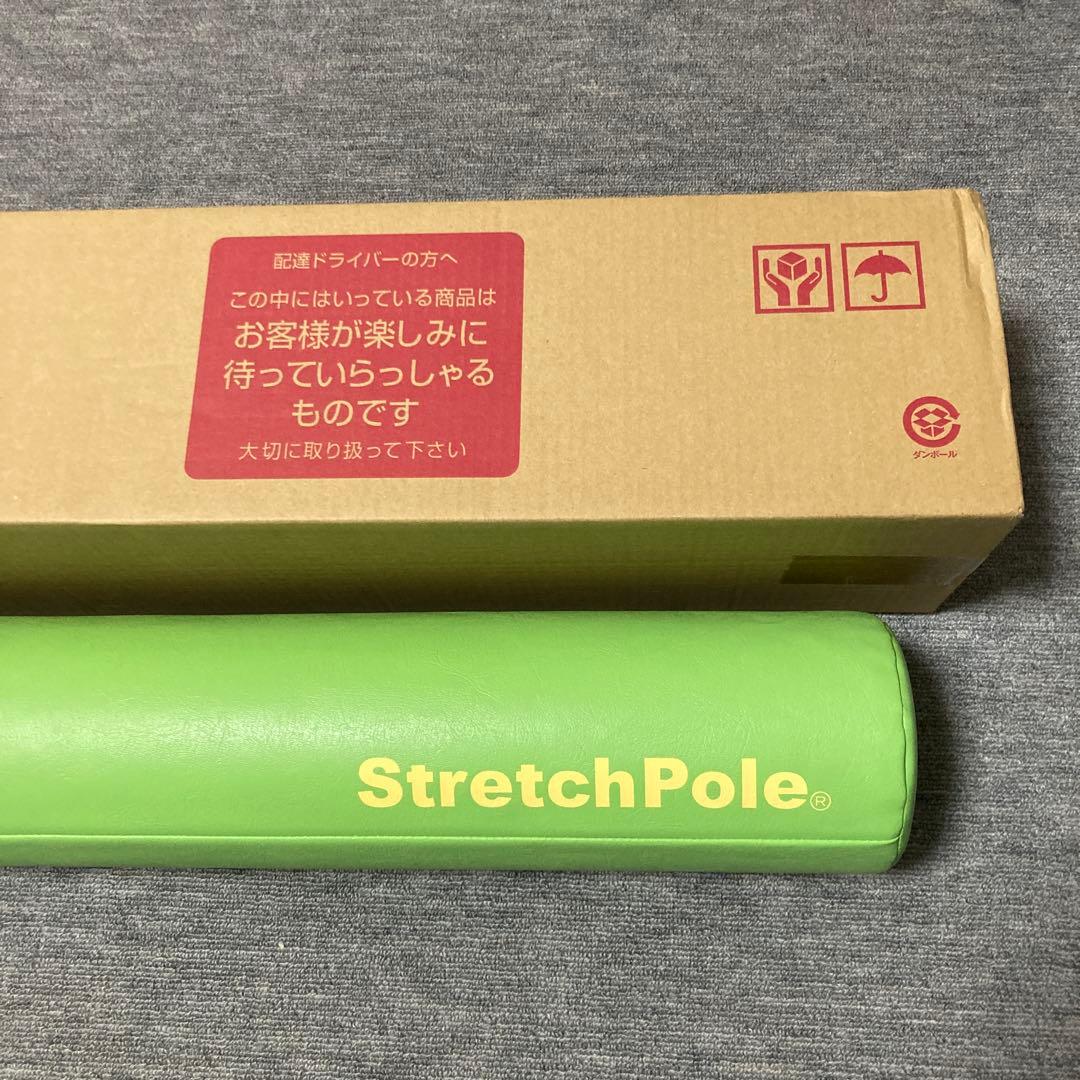 配達ドライバーの方へ
この中にはいっている商品は
お客様が楽しみに
待っていらっしゃる
ものです
大切に取り扱って下さい
ダンボール
StretchPole®